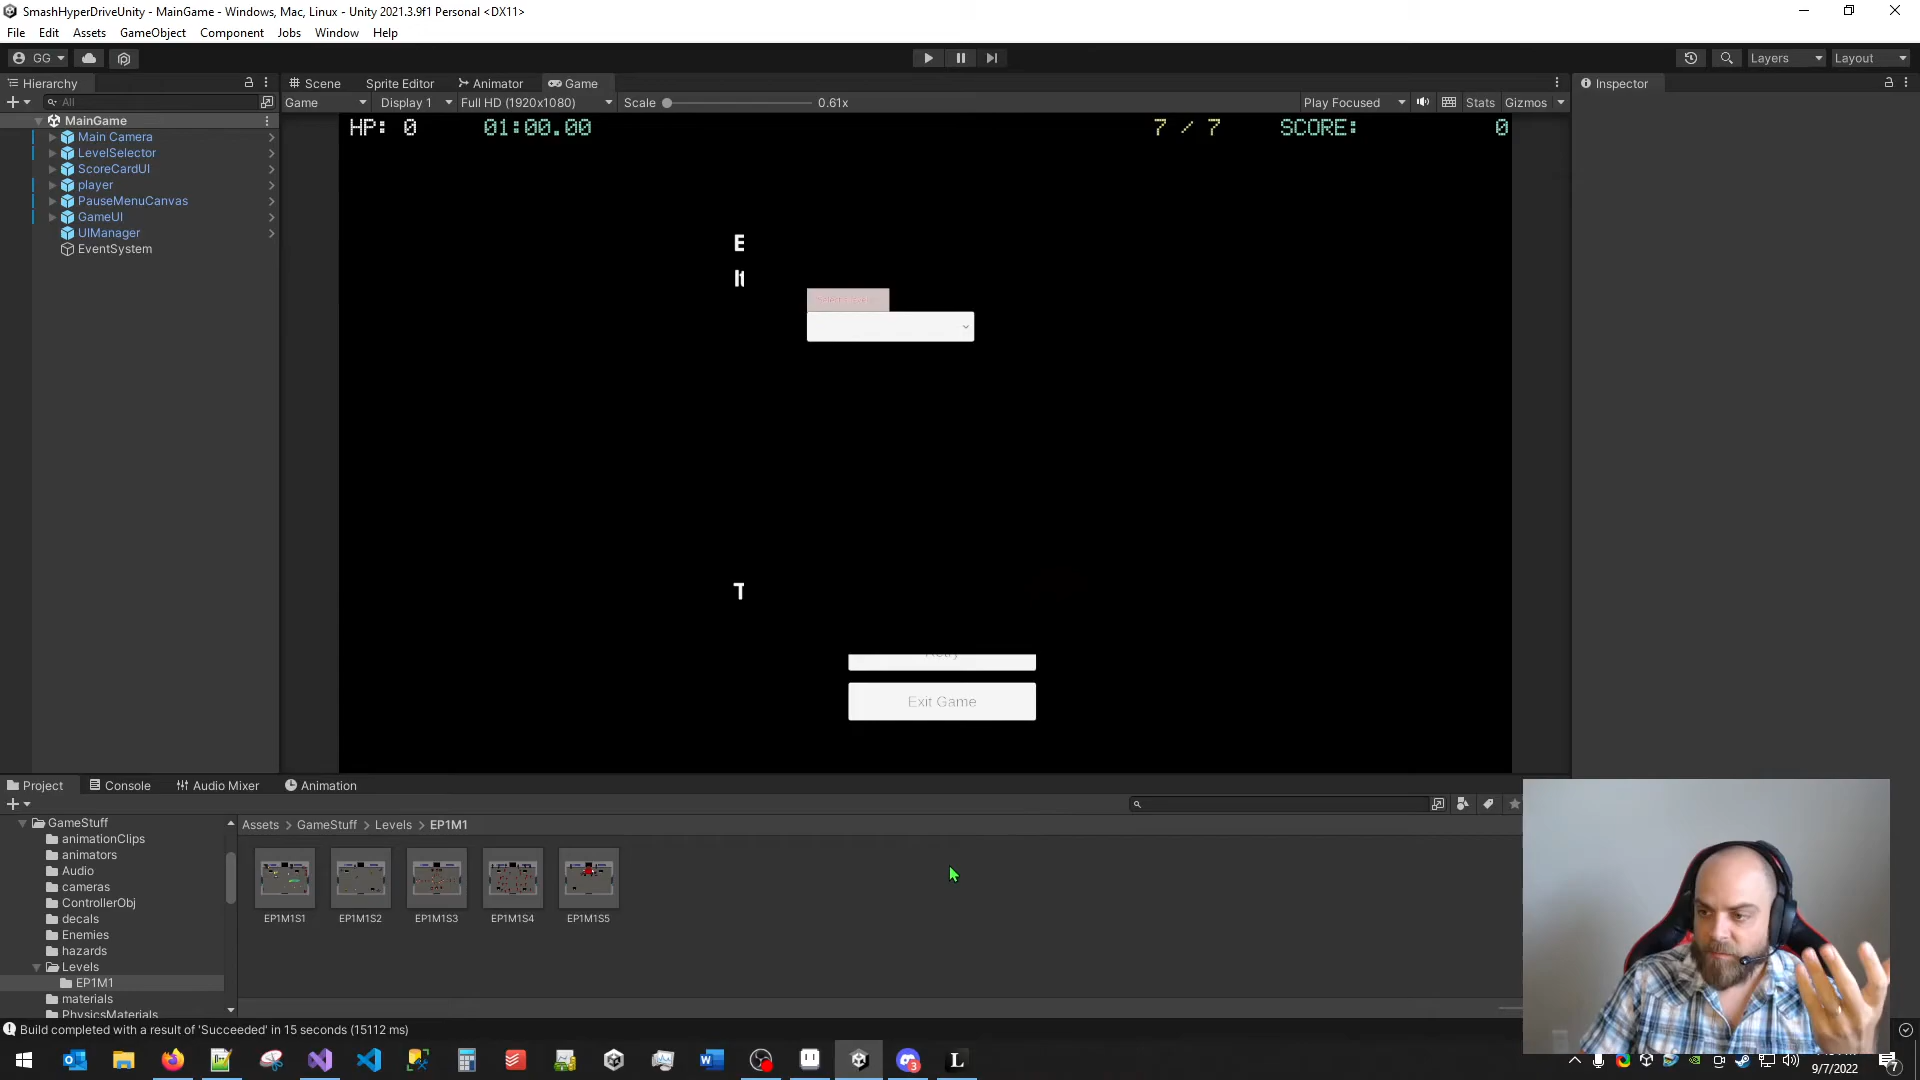 SmashHyperDriveUnity - MainGame - Windows, Mac, Linux - Unity 2021.3.9f1 Personal <DX11>
File Edit Assets GameObject Component Jobs Window Help
GG Layers Layout
Hierarchy Scene Sprite Editor Animator Game Inspector
All Game Display 1 Full HD (1920x1080) Scale 0.61x Play Focused Stats Gizmos
MainGame
Main Camera
LevelSelector
ScoreCardUI
player
PauseMenuCanvas
GameUI
UIManager
EventSystem
HP: 0 01:00.00 7 / 7 SCORE: 0
E
It
T
Retry
Exit Game
Project Console Audio Mixer Animation
GameStuff
animationClips
animators
Audio
cameras
ControllerObj
decals
Enemies
hazards
Levels
EP1M1
materials
PhysicsMaterials
Assets > GameStuff > Levels > EP1M1
EP1M1S1 EP1M1S2 EP1M1S3 EP1M1S4 EP1M1S5
Build completed with a result of 'Succeeded' in 15 seconds (15112 ms)
9/7/2022